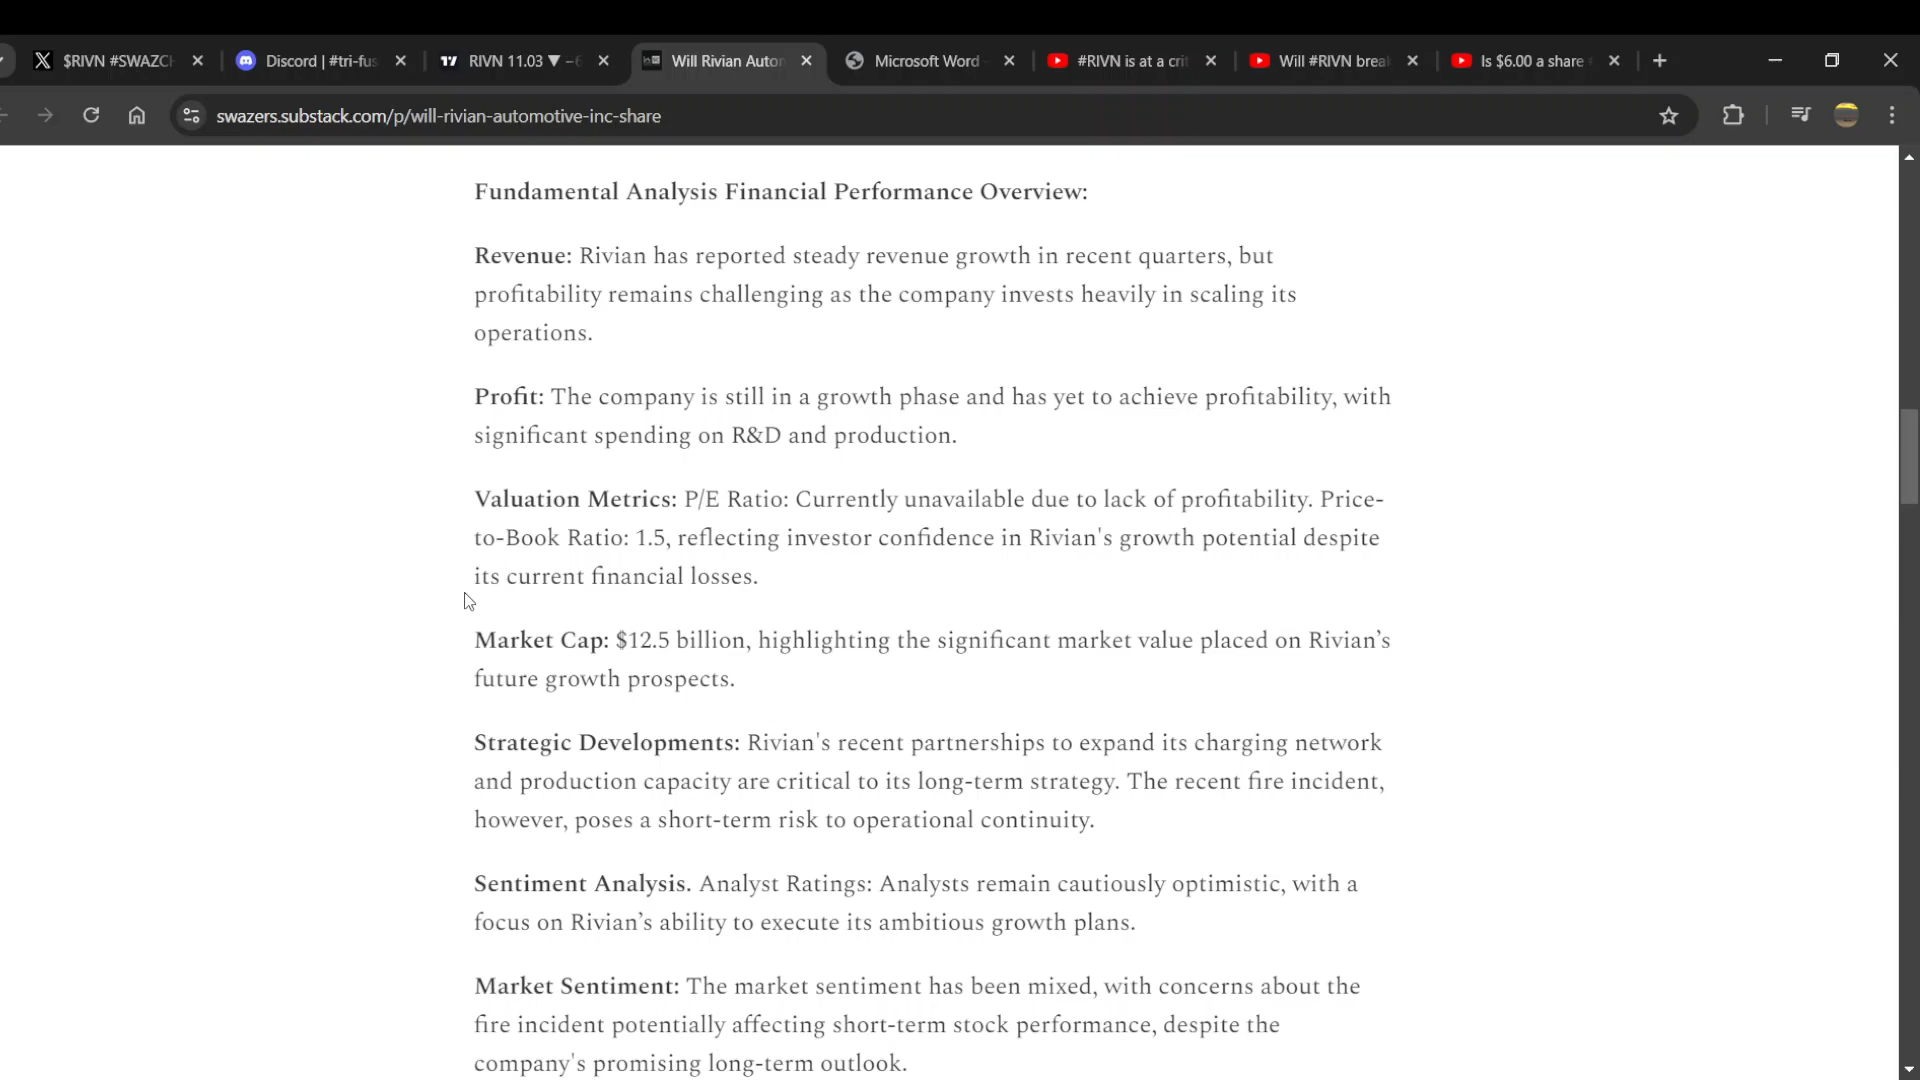 $RIVN #SWAZCH
Discord | #tri-fus
RIVN 11.03 ▼ −6
Will Rivian Autom
Microsoft Word -
#RIVN is at a crit
Will #RIVN break
Is $6.00 a share
swazers.substack.com/p/will-rivian-automotive-inc-share
Fundamental Analysis Financial Performance Overview:
Revenue: Rivian has reported steady revenue growth in recent quarters, but
profitability remains challenging as the company invests heavily in scaling its
operations.
Profit: The company is still in a growth phase and has yet to achieve profitability, with
significant spending on R&D and production.
Valuation Metrics: P/E Ratio: Currently unavailable due to lack of profitability. Price-
to-Book Ratio: 1.5, reflecting investor confidence in Rivian's growth potential despite
its current financial losses.
Market Cap: $12.5 billion, highlighting the significant market value placed on Rivian’s
future growth prospects.
Strategic Developments: Rivian's recent partnerships to expand its charging network
and production capacity are critical to its long-term strategy. The recent fire incident,
however, poses a short-term risk to operational continuity.
Sentiment Analysis. Analyst Ratings: Analysts remain cautiously optimistic, with a
focus on Rivian’s ability to execute its ambitious growth plans.
Market Sentiment: The market sentiment has been mixed, with concerns about the
fire incident potentially affecting short-term stock performance, despite the
company's promising long-term outlook.